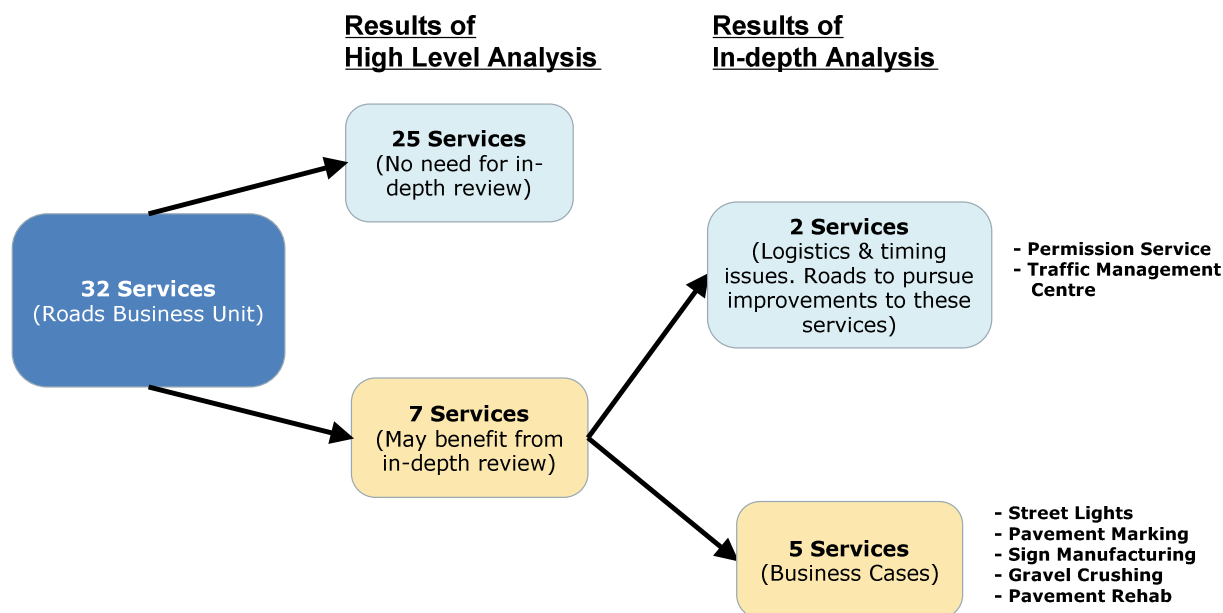 Results of
High Level Analysis
Results of
In-depth Analysis
25 Services
(No need for in-
depth review)
32 Services
(Roads Business Unit)
2 Services
(Logistics & timing
issues. Roads to pursue
improvements to these
services)
- Permission Service
- Traffic Management
Centre
7 Services
(May benefit from
in-depth review)
5 Services
(Business Cases)
- Street Lights
- Pavement Marking
- Sign Manufacturing
- Gravel Crushing
- Pavement Rehab